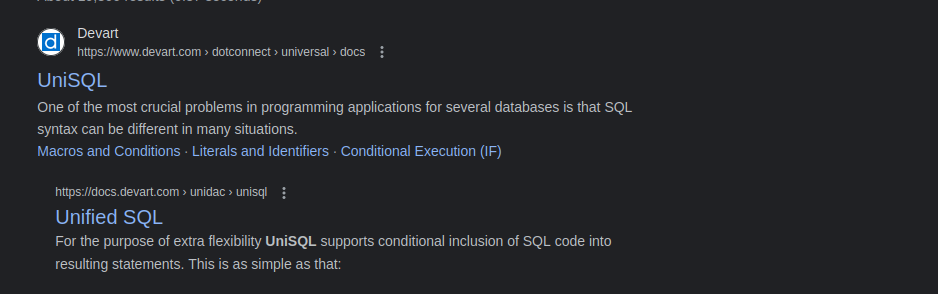 Devart
https://www.devart.com › dotconnect › universal › docs
UniSQL
One of the most crucial problems in programming applications for several databases is that SQL
syntax can be different in many situations.
Macros and Conditions · Literals and Identifiers · Conditional Execution (IF)
https://docs.devart.com › unidac › unisql
Unified SQL
For the purpose of extra flexibility UniSQL supports conditional inclusion of SQL code into
resulting statements. This is as simple as that: